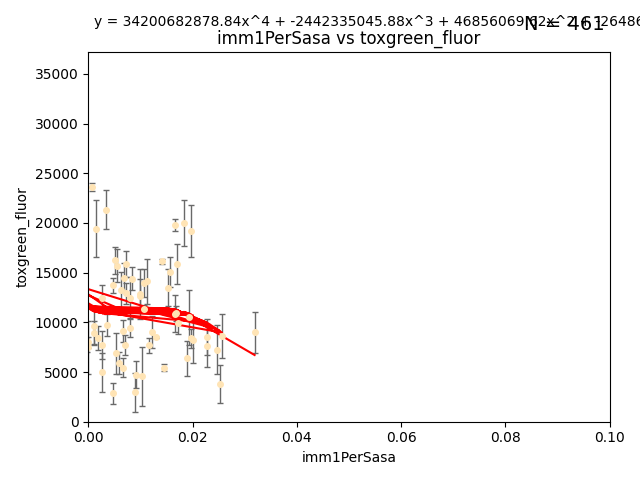 y = 34200682878.84x^4 + -2442335045.88x^3 +
N = 461
imm1PerSasa vs toxgreen_fluor
toxgreen_fluor
35000
30000
25000
20000
15000
10000
5000
0
0.00 0.02 0.04 0.06 0.08 0.10
imm1PerSasa